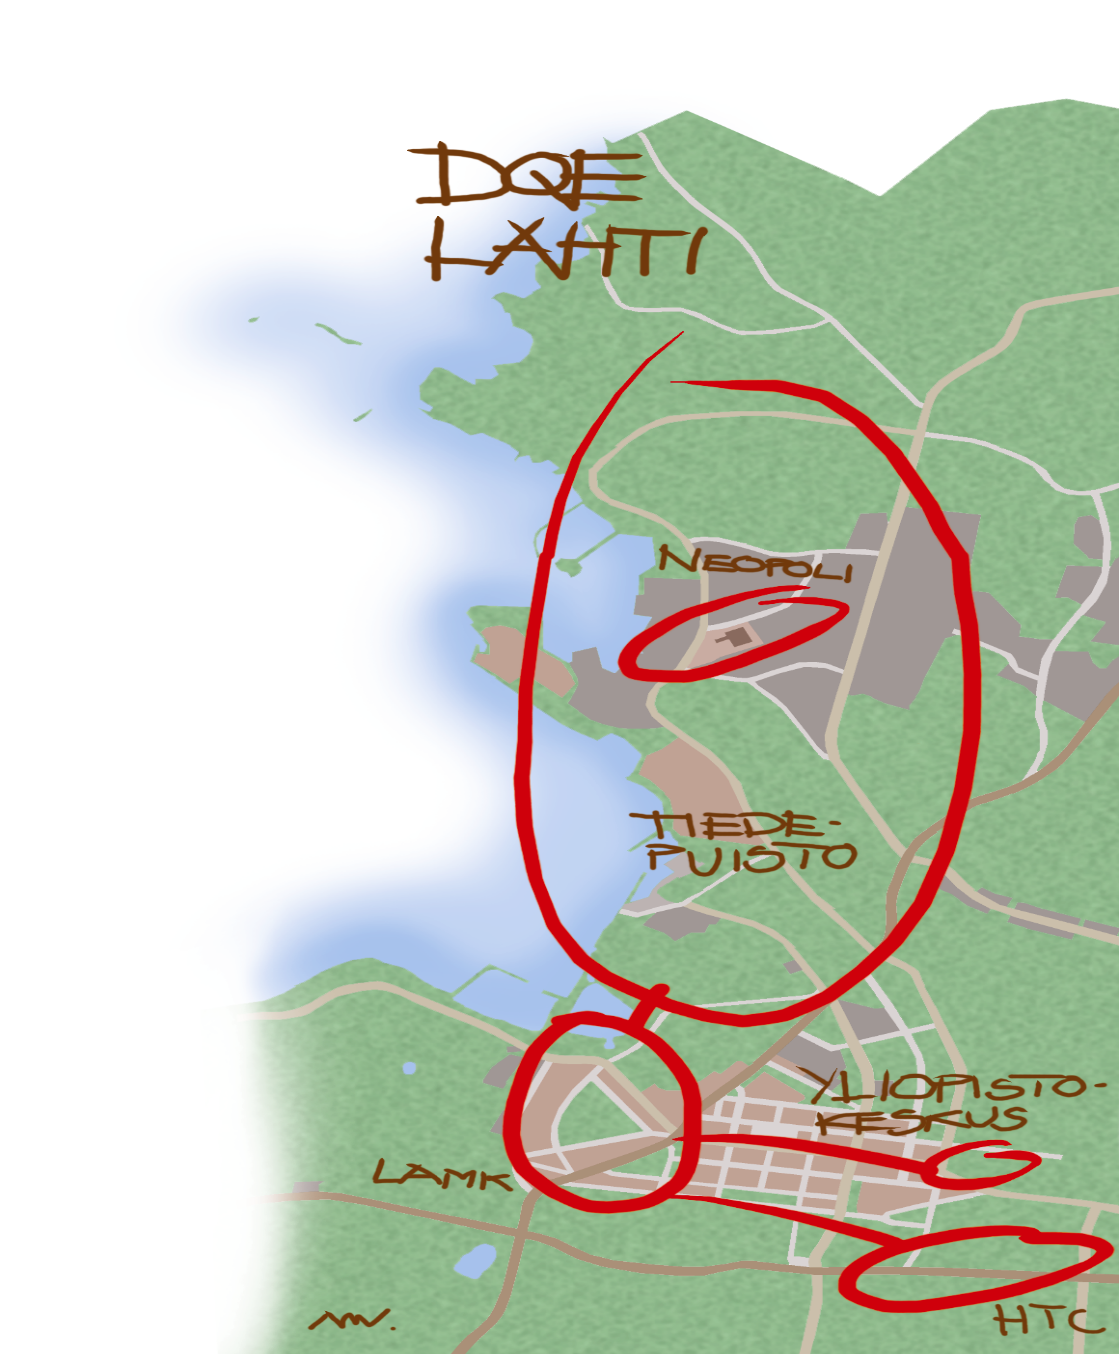 DQE
LAHTI
NEOPOLI
TIEDE-
PUISTO
YLIOPISTO-
KESKUS
LAMK
HTC